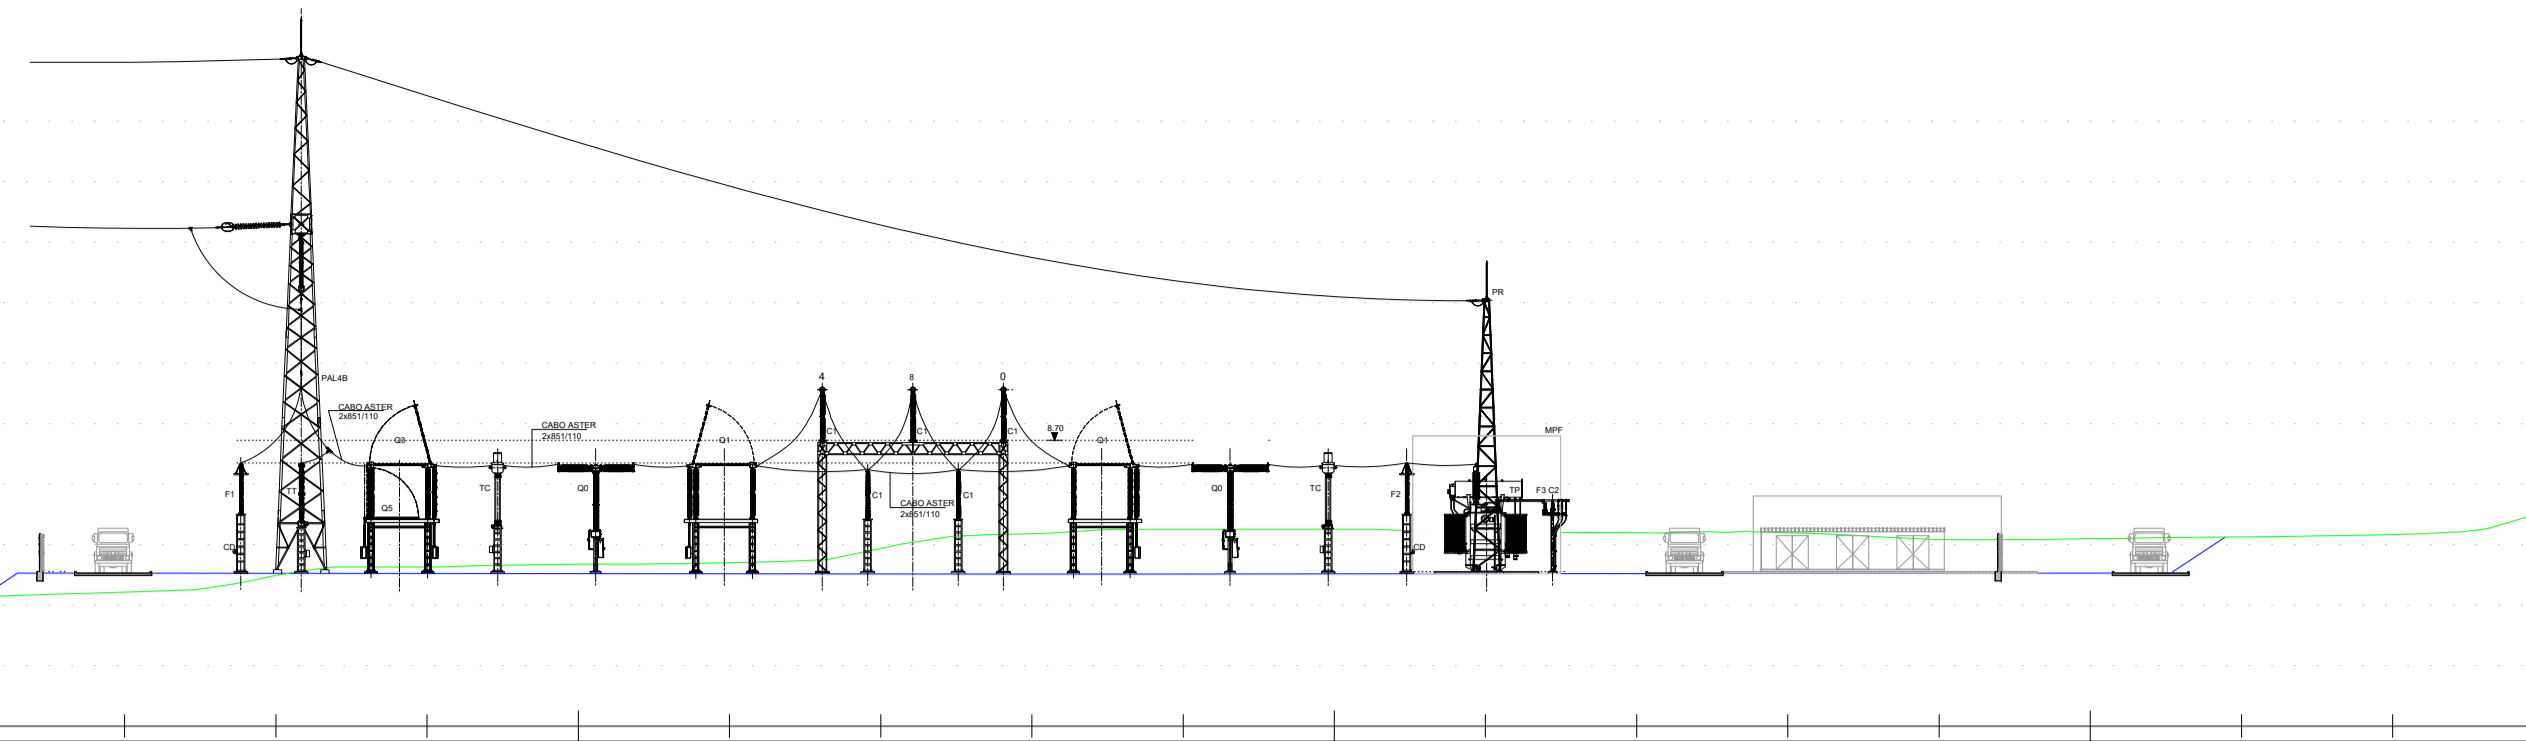 PR
4
8
0
PAL4B
CABO ASTER
2x851/110
CABO ASTER
2x851/110
8.70
MPF
Q3
Q1
C1
C1
C1
Q1
F1
TT
TC
Q0
C1
C1
Q0
TC
F2
TP
F3 C2
Q5
CABO ASTER
2x851/110
CD
CD